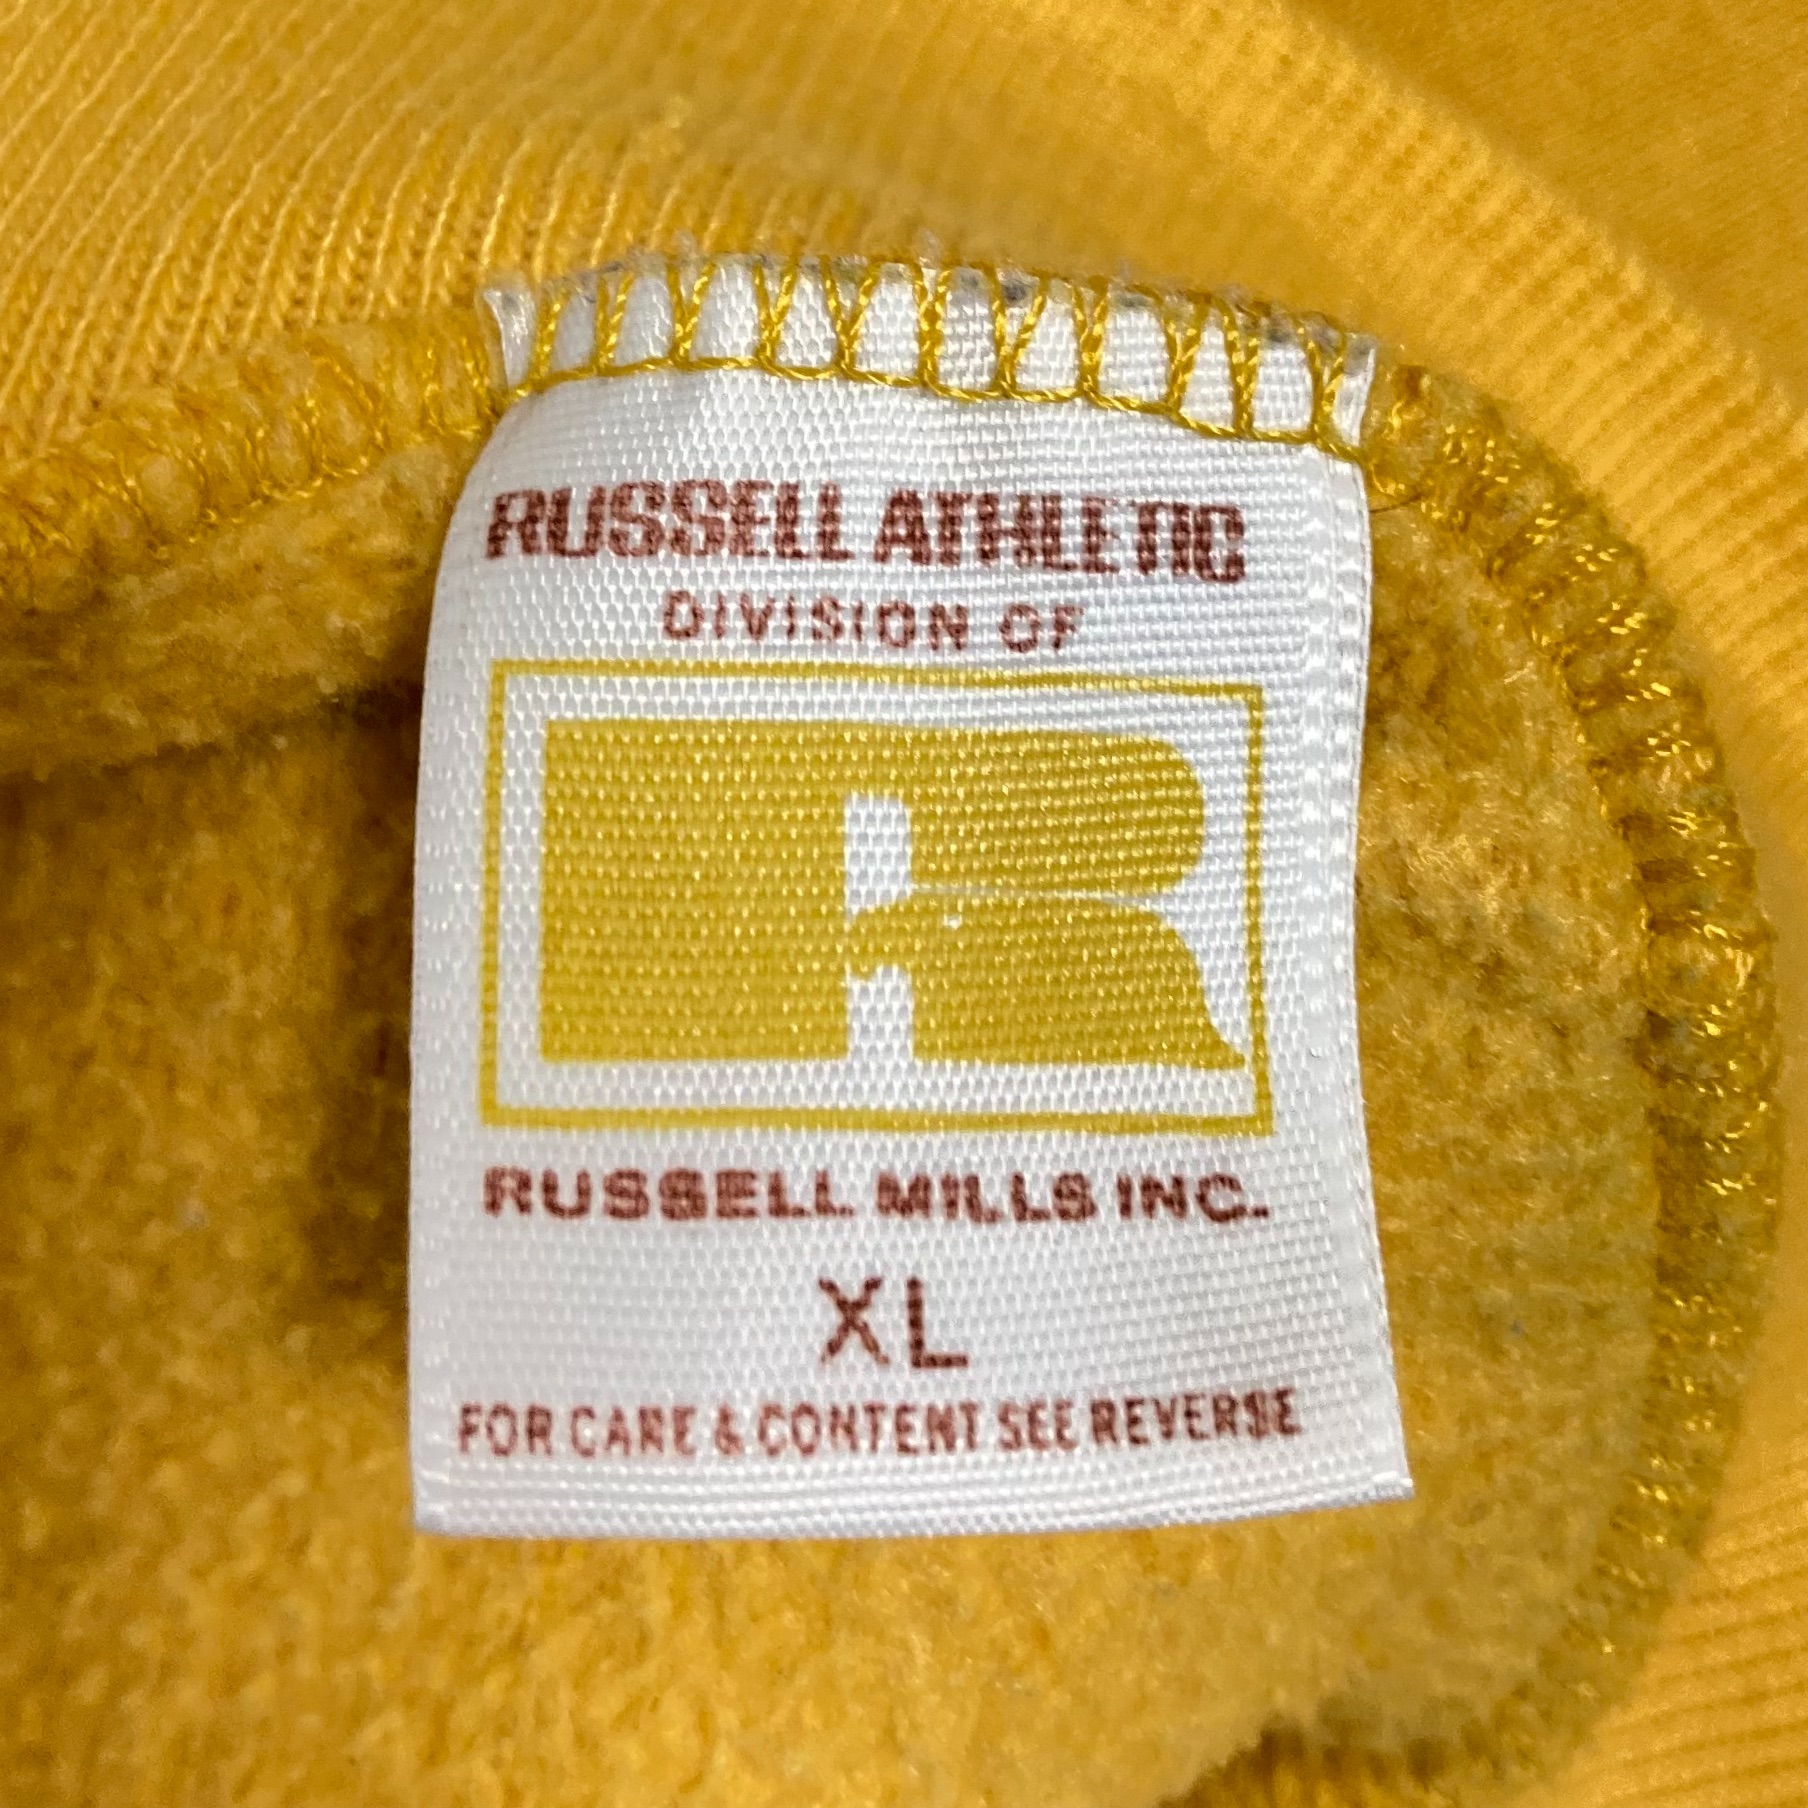 RUSSELL ATHLETIC
DIVISION OF
R
RUSSELL MILLS INC.
XL
FOR CARE & CONTENT SEE REVERSE